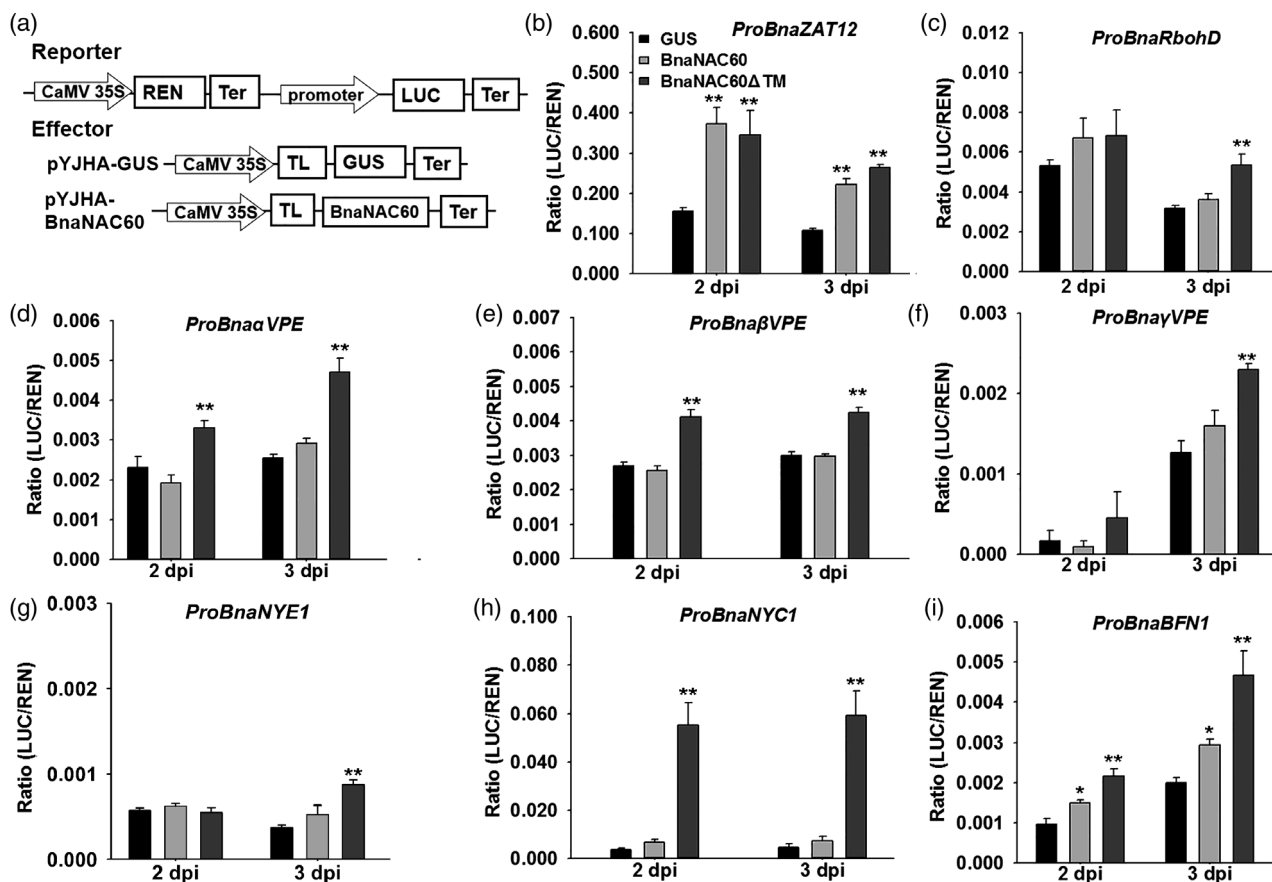 (a)
Reporter
CaMV 35S REN Ter promoter LUC Ter
Effector
pYJHA-GUS CaMV 35S TL GUS Ter
pYJHA-
BnaNAC60 CaMV 35S TL BnaNAC60 Ter
(b)
ProBnaZAT12
GUS
BnaNAC60
BnaNAC60ΔTM
Ratio (LUC/REN)
0.600
0.500
0.400
0.300
0.200
0.100
0.000
** **
** **
2 dpi 3 dpi
(c)
ProBnaRbohD
Ratio (LUC/REN)
0.012
0.010
0.008
0.006
0.004
0.002
0.000
**
2 dpi 3 dpi
(d)
ProBnaαVPE
Ratio (LUC/REN)
0.006
0.005
0.004
0.003
0.002
0.001
0.000
** **
2 dpi 3 dpi
(e)
ProBnaβVPE
Ratio (LUC/REN)
0.007
0.006
0.005
0.004
0.003
0.002
0.001
0.000
** **
2 dpi 3 dpi
(f)
ProBnaγVPE
Ratio (LUC/REN)
0.003
0.002
0.001
0.000
**
2 dpi 3 dpi
(g)
ProBnaNYE1
Ratio (LUC/REN)
0.003
0.002
0.001
0.000
**
2 dpi 3 dpi
(h)
ProBnaNYC1
Ratio (LUC/REN)
0.100
0.080
0.060
0.040
0.020
0.000
** **
2 dpi 3 dpi
(i)
ProBnaBFN1
Ratio (LUC/REN)
0.006
0.005
0.004
0.003
0.002
0.001
0.000
* ** * **
2 dpi 3 dpi